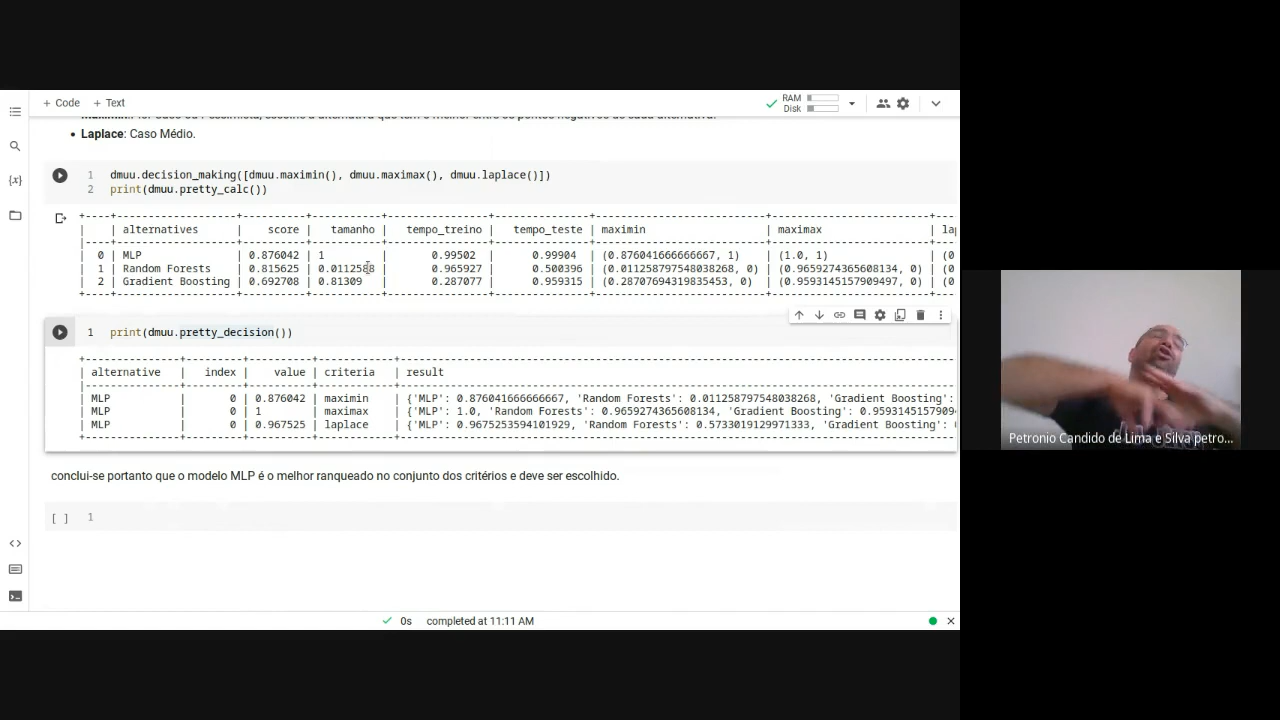 + Code + Text
RAM
Disk
• Laplace: Caso Médio.
1 dmuu.decision_making([dmuu.maximin(), dmuu.maximax(), dmuu.laplace()])
2 print(dmuu.pretty_calc())
| | alternatives | score | tamanho | tempo_treino | tempo_teste | maximin | maximax | la
| 0 | MLP | 0.876042 | 1 | 0.99502 | 0.99904 | (0.876041666666667, 1) | (1.0, 1) | (0
| 1 | Random Forests | 0.815625 | 0.0112588 | 0.965927 | 0.500396 | (0.011258797548038268, 0) | (0.9659274365608134, 0) | (0
| 2 | Gradient Boosting | 0.692708 | 0.81309 | 0.287077 | 0.959315 | (0.28707694319835453, 0) | (0.9593145157909497, 0) | (0
1 print(dmuu.pretty_decision())
| alternative | index | value | criteria | result
| MLP | 0 | 0.876042 | maximin | {'MLP': 0.876041666666667, 'Random Forests': 0.011258797548038268, 'Gradient Boosting':
| MLP | 0 | 1 | maximax | {'MLP': 1.0, 'Random Forests': 0.9659274365608134, 'Gradient Boosting': 0.9593145157909
| MLP | 0 | 0.967525 | laplace | {'MLP': 0.9675253594101929, 'Random Forests': 0.5733019129971333, 'Gradient Boosting':
conclui-se portanto que o modelo MLP é o melhor ranqueado no conjunto dos critérios e deve ser escolhido.
[ ] 1
0s completed at 11:11 AM
Petronio Candido de Lima e Silva petro...